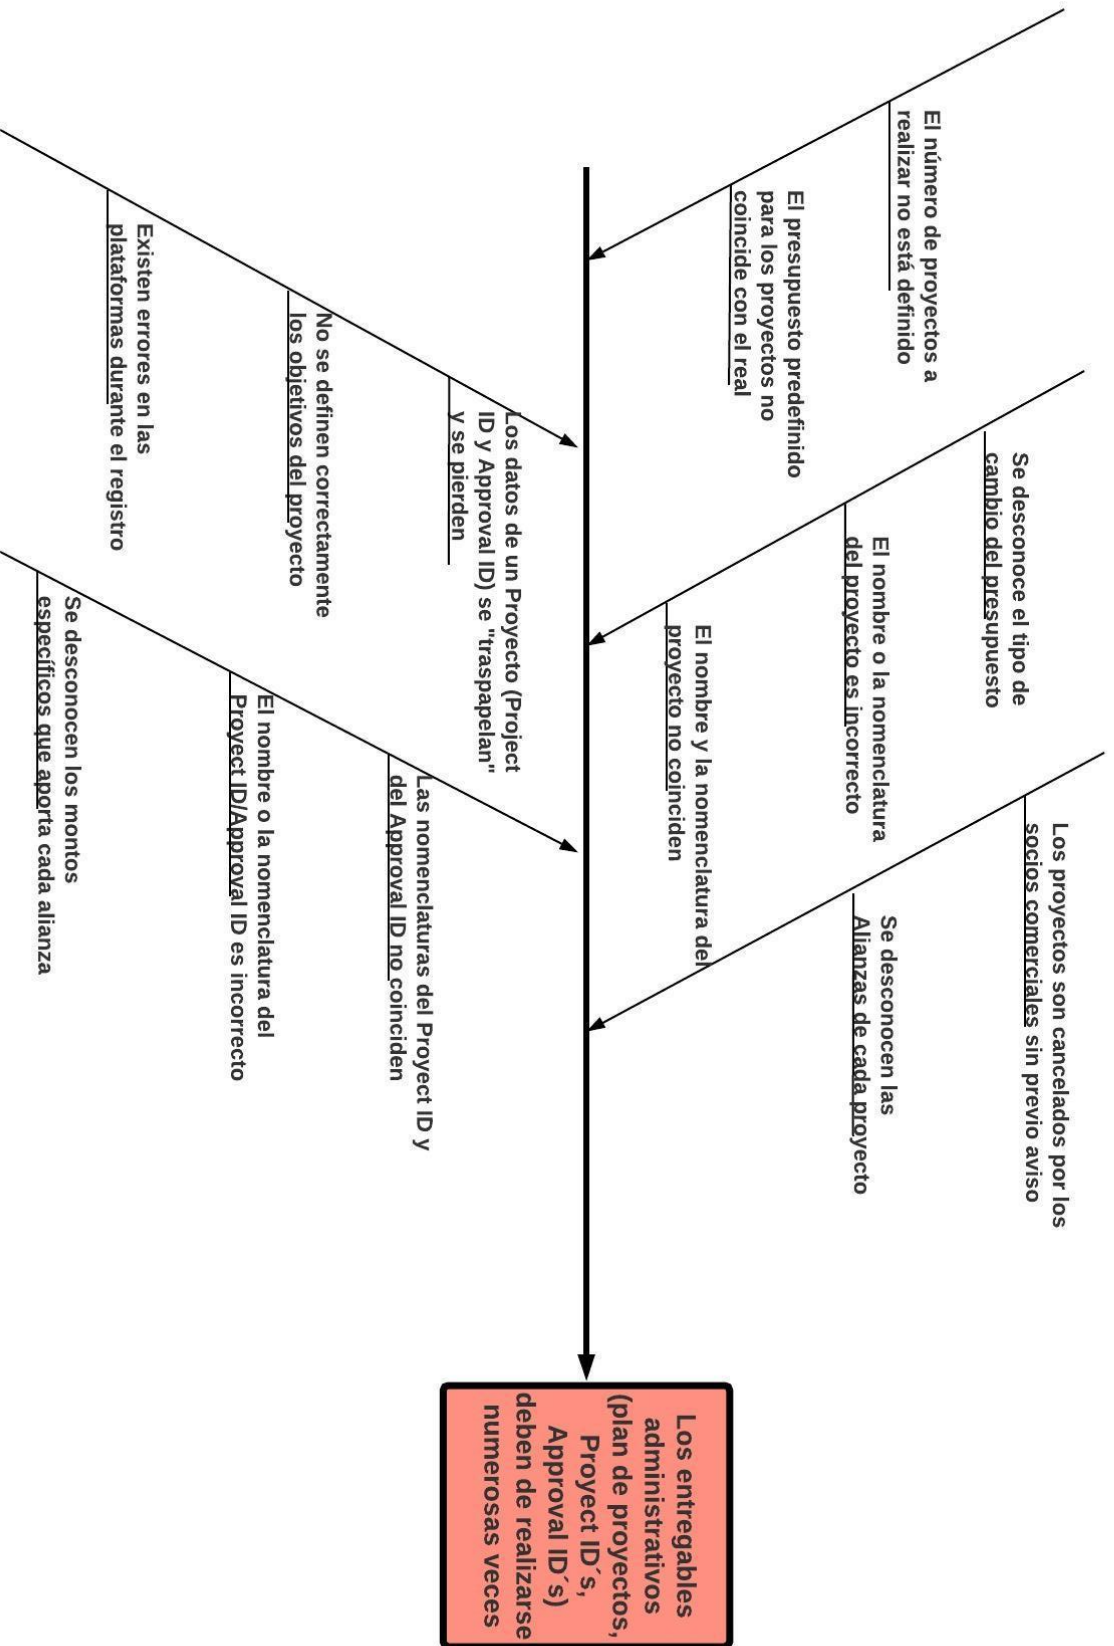 El número de proyectos a
realizar no está definido
El presupuesto predefinido
para los proyectos no
coincide con el real
Se desconoce el tipo de
cambio del presupuesto
El nombre o la nomenclatura
del proyecto es incorrecto
El nombre y la nomenclatura del
proyecto no coinciden
Los proyectos son cancelados por los
socios comerciales sin previo aviso
Se desconocen las
Alianzas de cada proyecto
Los datos de un Proyecto (Project
ID y Approval ID) se "traspapelan"
y se pierden
No se definen correctamente
los objetivos del proyecto
Existen errores en las
plataformas durante el registro
Las nomenclaturas del Proyect ID y
del Approval ID no coinciden
El nombre o la nomenclatura del
Proyect ID/Approval ID es incorrecto
Se desconocen los montos
específicos que aporta cada alianza
Los entregables
administrativos
(plan de proyectos,
Proyect ID´s,
Approval ID´s)
deben de realizarse
numerosas veces